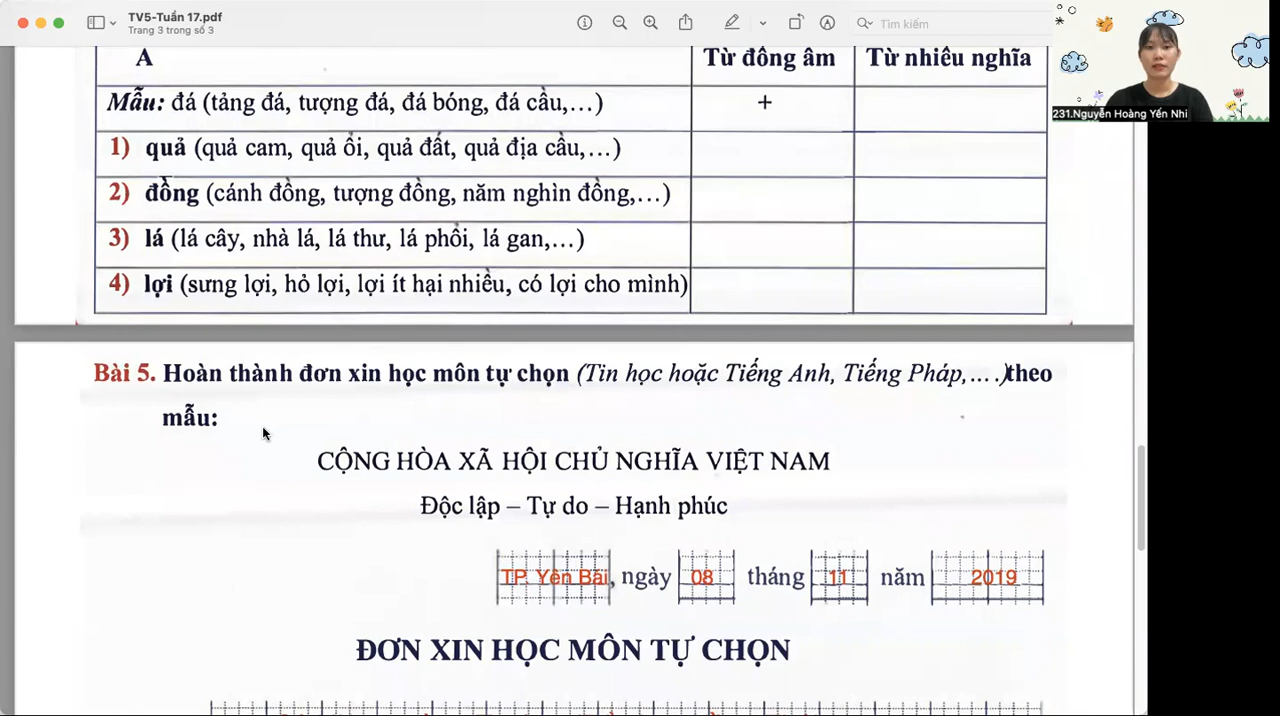 TV5-Tuần 17.pdf
Trang 3 trong số 3
Tìm kiếm
231.Nguyễn Hoàng Yến Nhi
A Từ đồng âm Từ nhiều nghĩa
Mẫu: đá (tảng đá, tượng đá, đá bóng, đá cầu,…) +
1) quả (quả cam, quả ổi, quả đất, quả địa cầu,…)
2) đồng (cánh đồng, tượng đồng, năm nghìn đồng,…)
3) lá (lá cây, nhà lá, lá thư, lá phổi, lá gan,…)
4) lợi (sưng lợi, hỏ lợi, lợi ít hại nhiều, có lợi cho mình)
Bài 5. Hoàn thành đơn xin học môn tự chọn (Tin học hoặc Tiếng Anh, Tiếng Pháp,… .)theo
mẫu:
CỘNG HÒA XÃ HỘI CHỦ NGHĨA VIỆT NAM
Độc lập – Tự do – Hạnh phúc
TP. Yên Bái, ngày 08 tháng 11 năm 2019
ĐƠN XIN HỌC MÔN TỰ CHỌN